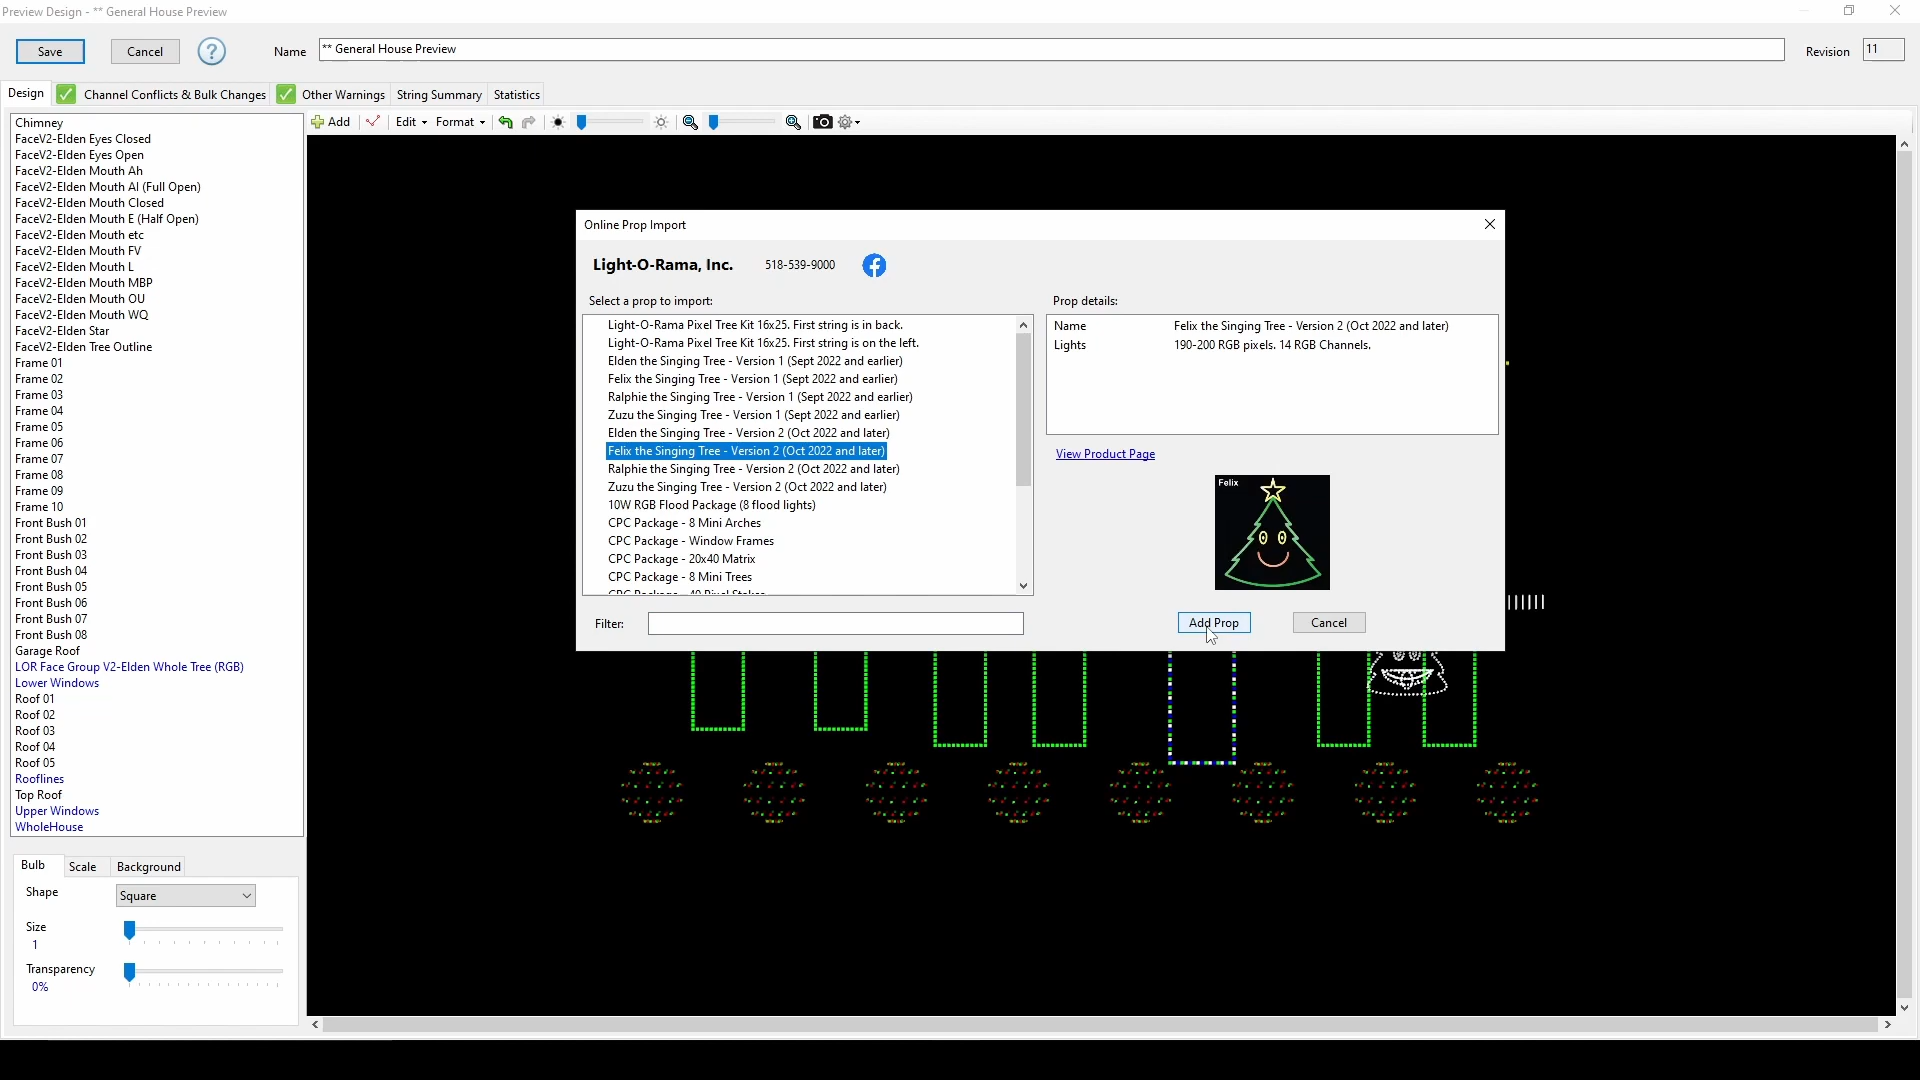 Preview Design - ** General House Preview
Save
Cancel
?
Name
** General House Preview
Revision
11
Design
Channel Conflicts & Bulk Changes
Other Warnings
String Summary
Statistics
Add
Edit
Format
Chimney
FaceV2-Elden Eyes Closed
FaceV2-Elden Eyes Open
FaceV2-Elden Mouth Ah
FaceV2-Elden Mouth AI (Full Open)
FaceV2-Elden Mouth Closed
FaceV2-Elden Mouth E (Half Open)
FaceV2-Elden Mouth etc
FaceV2-Elden Mouth FV
FaceV2-Elden Mouth L
FaceV2-Elden Mouth MBP
FaceV2-Elden Mouth OU
FaceV2-Elden Mouth WQ
FaceV2-Elden Star
FaceV2-Elden Tree Outline
Frame 01
Frame 02
Frame 03
Frame 04
Frame 05
Frame 06
Frame 07
Frame 08
Frame 09
Frame 10
Front Bush 01
Front Bush 02
Front Bush 03
Front Bush 04
Front Bush 05
Front Bush 06
Front Bush 07
Front Bush 08
Garage Roof
LOR Face Group V2-Elden Whole Tree (RGB)
Lower Windows
Roof 01
Roof 02
Roof 03
Roof 04
Roof 05
Rooflines
Top Roof
Upper Windows
WholeHouse
Bulb
Scale
Background
Shape
Square
Size
1
Transparency
0%
Online Prop Import
Light-O-Rama, Inc.
518-539-9000
Select a prop to import:
Light-O-Rama Pixel Tree Kit 16x25. First string is in back.
Light-O-Rama Pixel Tree Kit 16x25. First string is on the left.
Elden the Singing Tree - Version 1 (Sept 2022 and earlier)
Felix the Singing Tree - Version 1 (Sept 2022 and earlier)
Ralphie the Singing Tree - Version 1 (Sept 2022 and earlier)
Zuzu the Singing Tree - Version 1 (Sept 2022 and earlier)
Elden the Singing Tree - Version 2 (Oct 2022 and later)
Felix the Singing Tree - Version 2 (Oct 2022 and later)
Ralphie the Singing Tree - Version 2 (Oct 2022 and later)
Zuzu the Singing Tree - Version 2 (Oct 2022 and later)
10W RGB Flood Package (8 flood lights)
CPC Package - 8 Mini Arches
CPC Package - Window Frames
CPC Package - 20x40 Matrix
CPC Package - 8 Mini Trees
CPC Package - 40 Pixel Stakes
Filter:
Prop details:
Name
Felix the Singing Tree - Version 2 (Oct 2022 and later)
Lights
190-200 RGB pixels. 14 RGB Channels.
View Product Page
Felix
Add Prop
Cancel